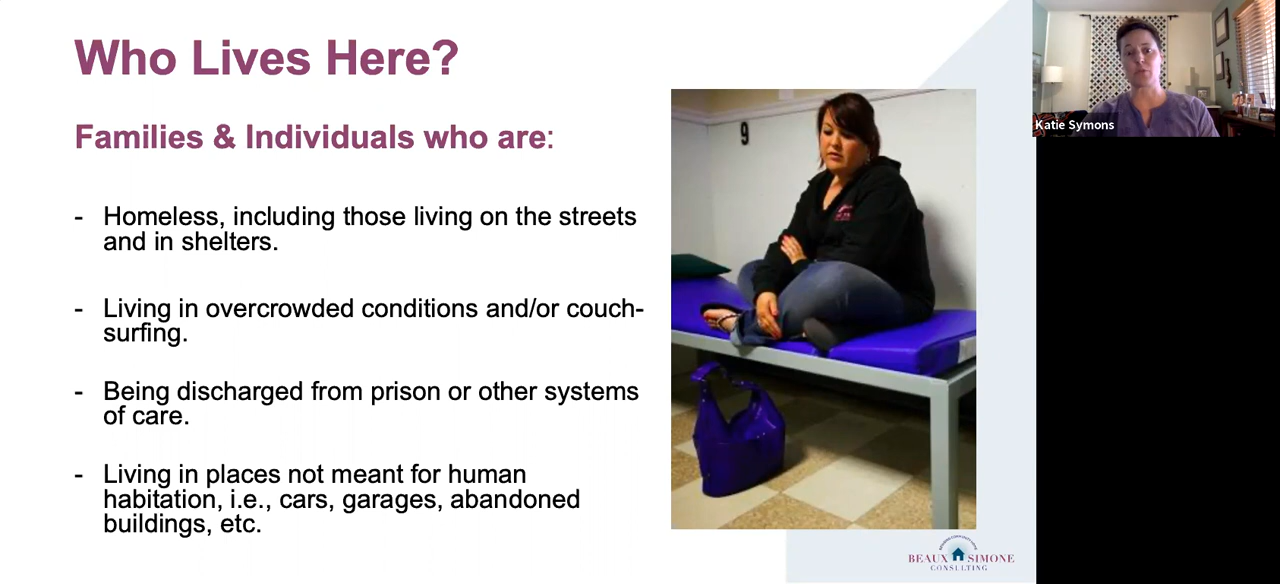 Who Lives Here?
Families & Individuals who are:
- Homeless, including those living on the streets
and in shelters.
- Living in overcrowded conditions and/or couch-
surfing.
- Being discharged from prison or other systems
of care.
- Living in places not meant for human
habitation, i.e., cars, garages, abandoned
buildings, etc.
9
Katie Symons
BEAUX SIMONE
CONSULTING